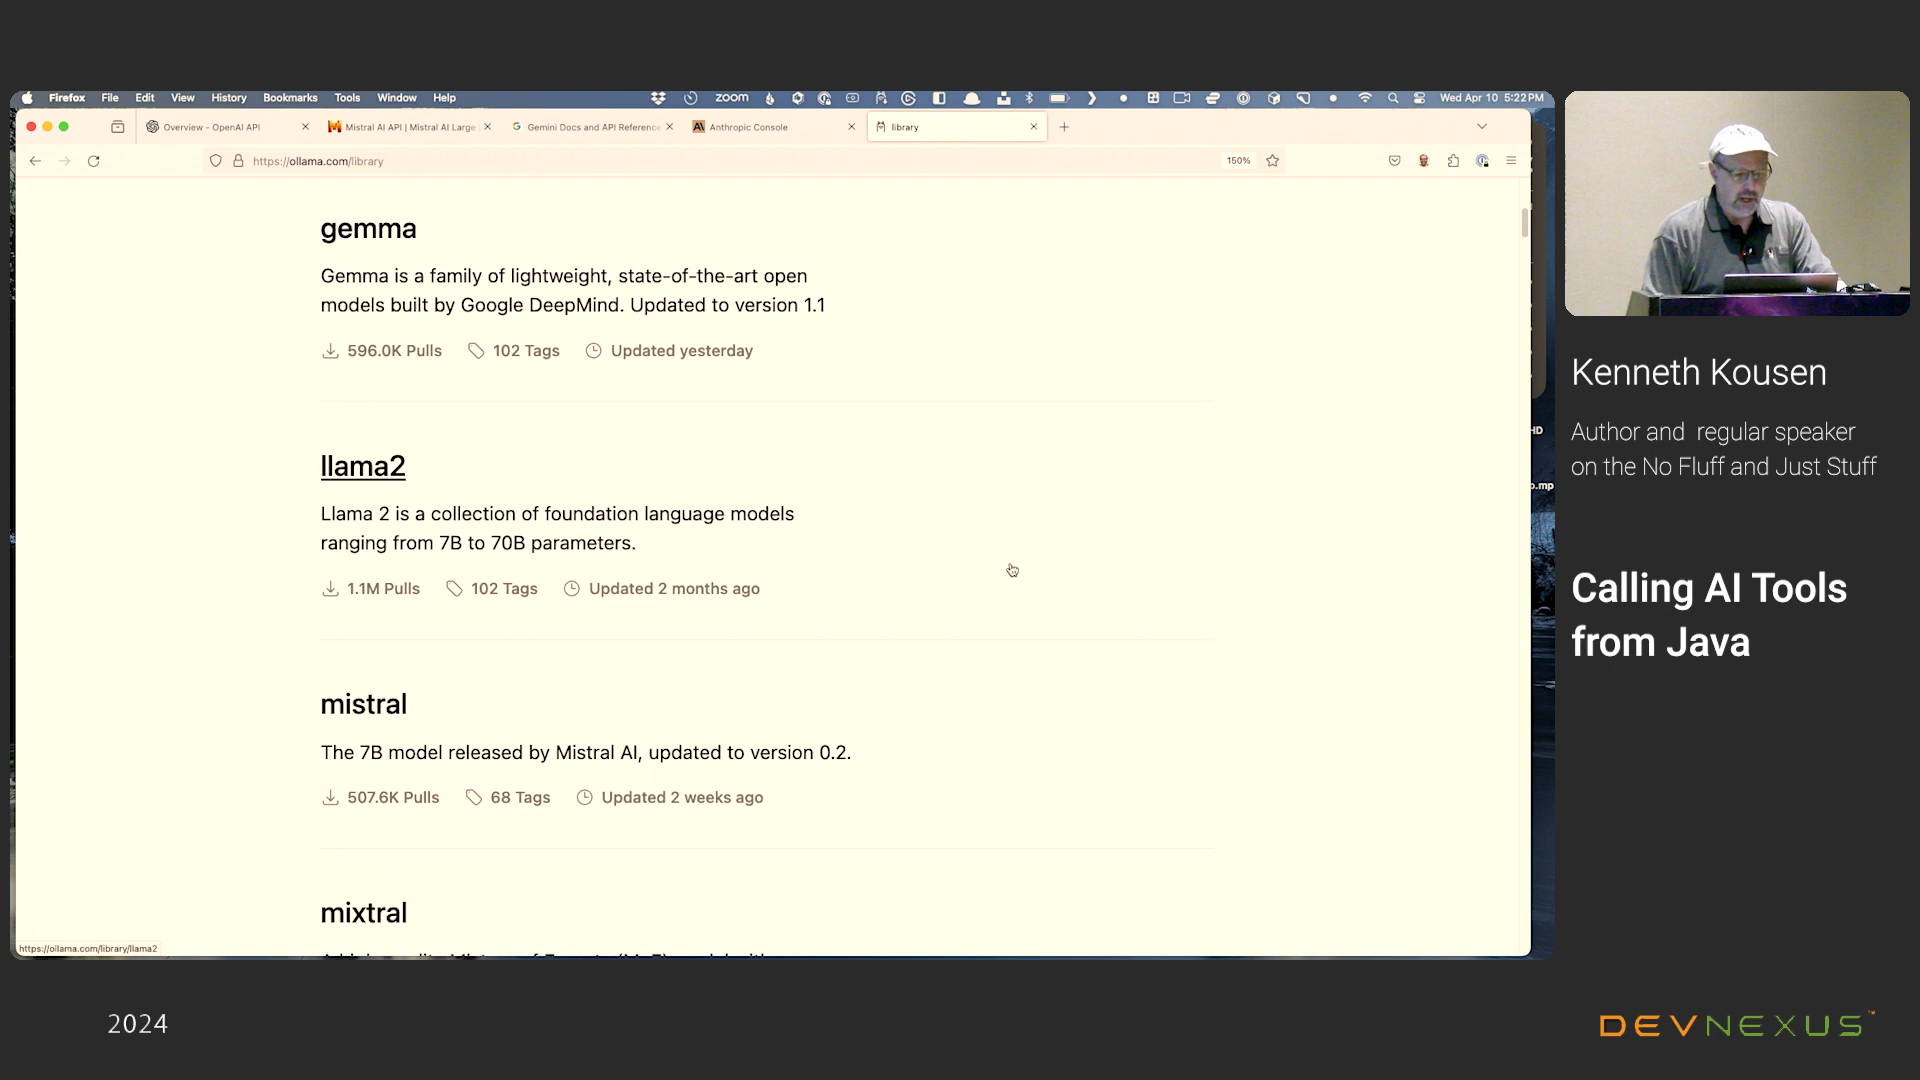 Firefox File Edit View History Bookmarks Tools Window Help zoom Wed Apr 10 5:22 PM
Overview - OpenAI API Mistral AI API | Mistral AI Large Gemini Docs and API Reference Anthropic Console library
https://ollama.com/library 150%
gemma
Gemma is a family of lightweight, state-of-the-art open
models built by Google DeepMind. Updated to version 1.1
596.0K Pulls 102 Tags Updated yesterday
llama2
Llama 2 is a collection of foundation language models
ranging from 7B to 70B parameters.
1.1M Pulls 102 Tags Updated 2 months ago
mistral
The 7B model released by Mistral AI, updated to version 0.2.
507.6K Pulls 68 Tags Updated 2 weeks ago
mixtral
https://ollama.com/library/llama2
HD
o.mp
Kenneth Kousen
Author and regular speaker
on the No Fluff and Just Stuff
Calling AI Tools
from Java
2024
DEVNEXUS™